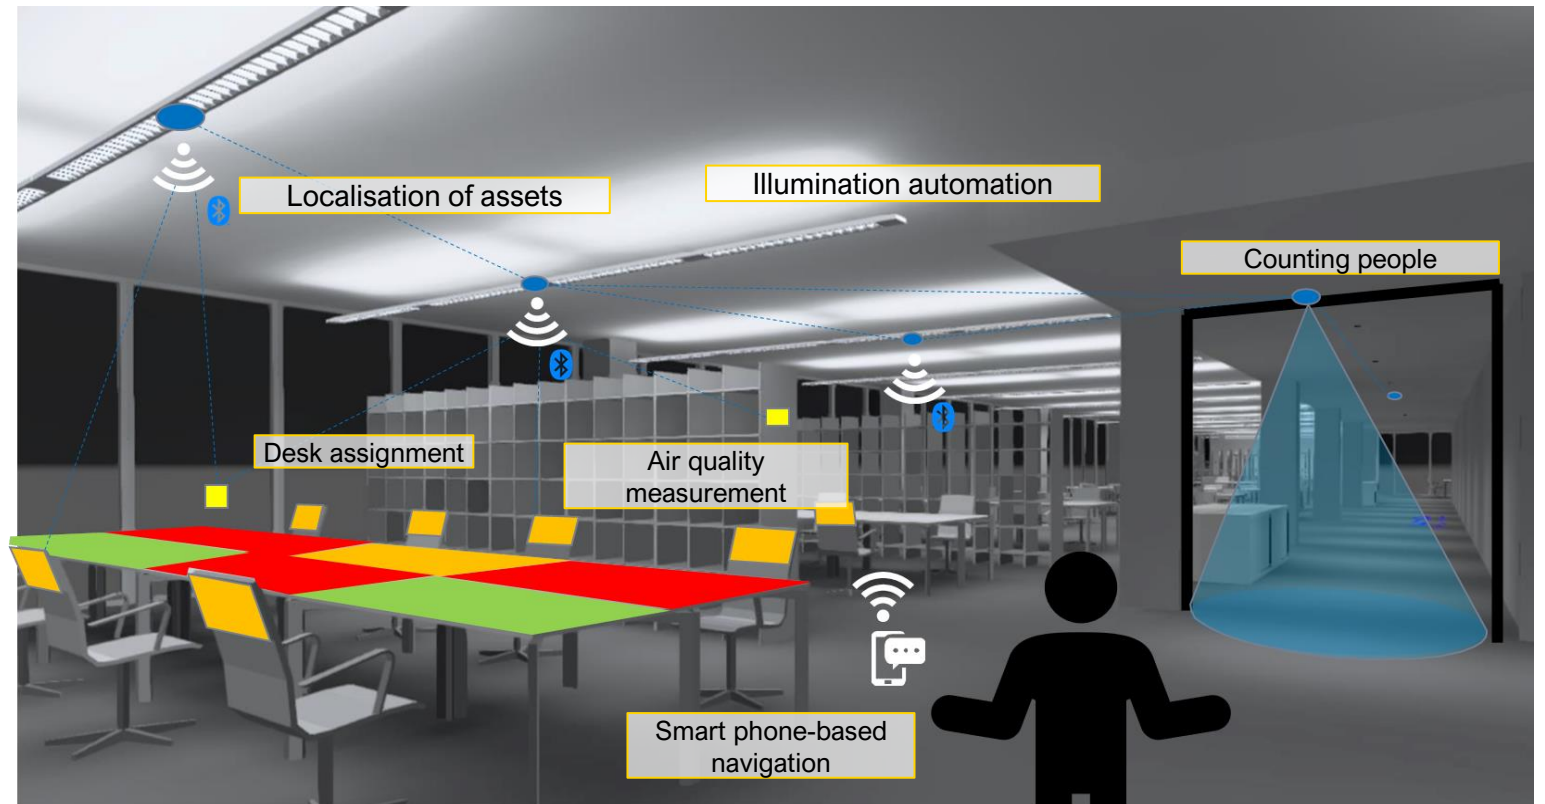 Localisation of assets
Illumination automation
Counting people
Desk assignment
Air quality
measurement
Smart phone-based
navigation